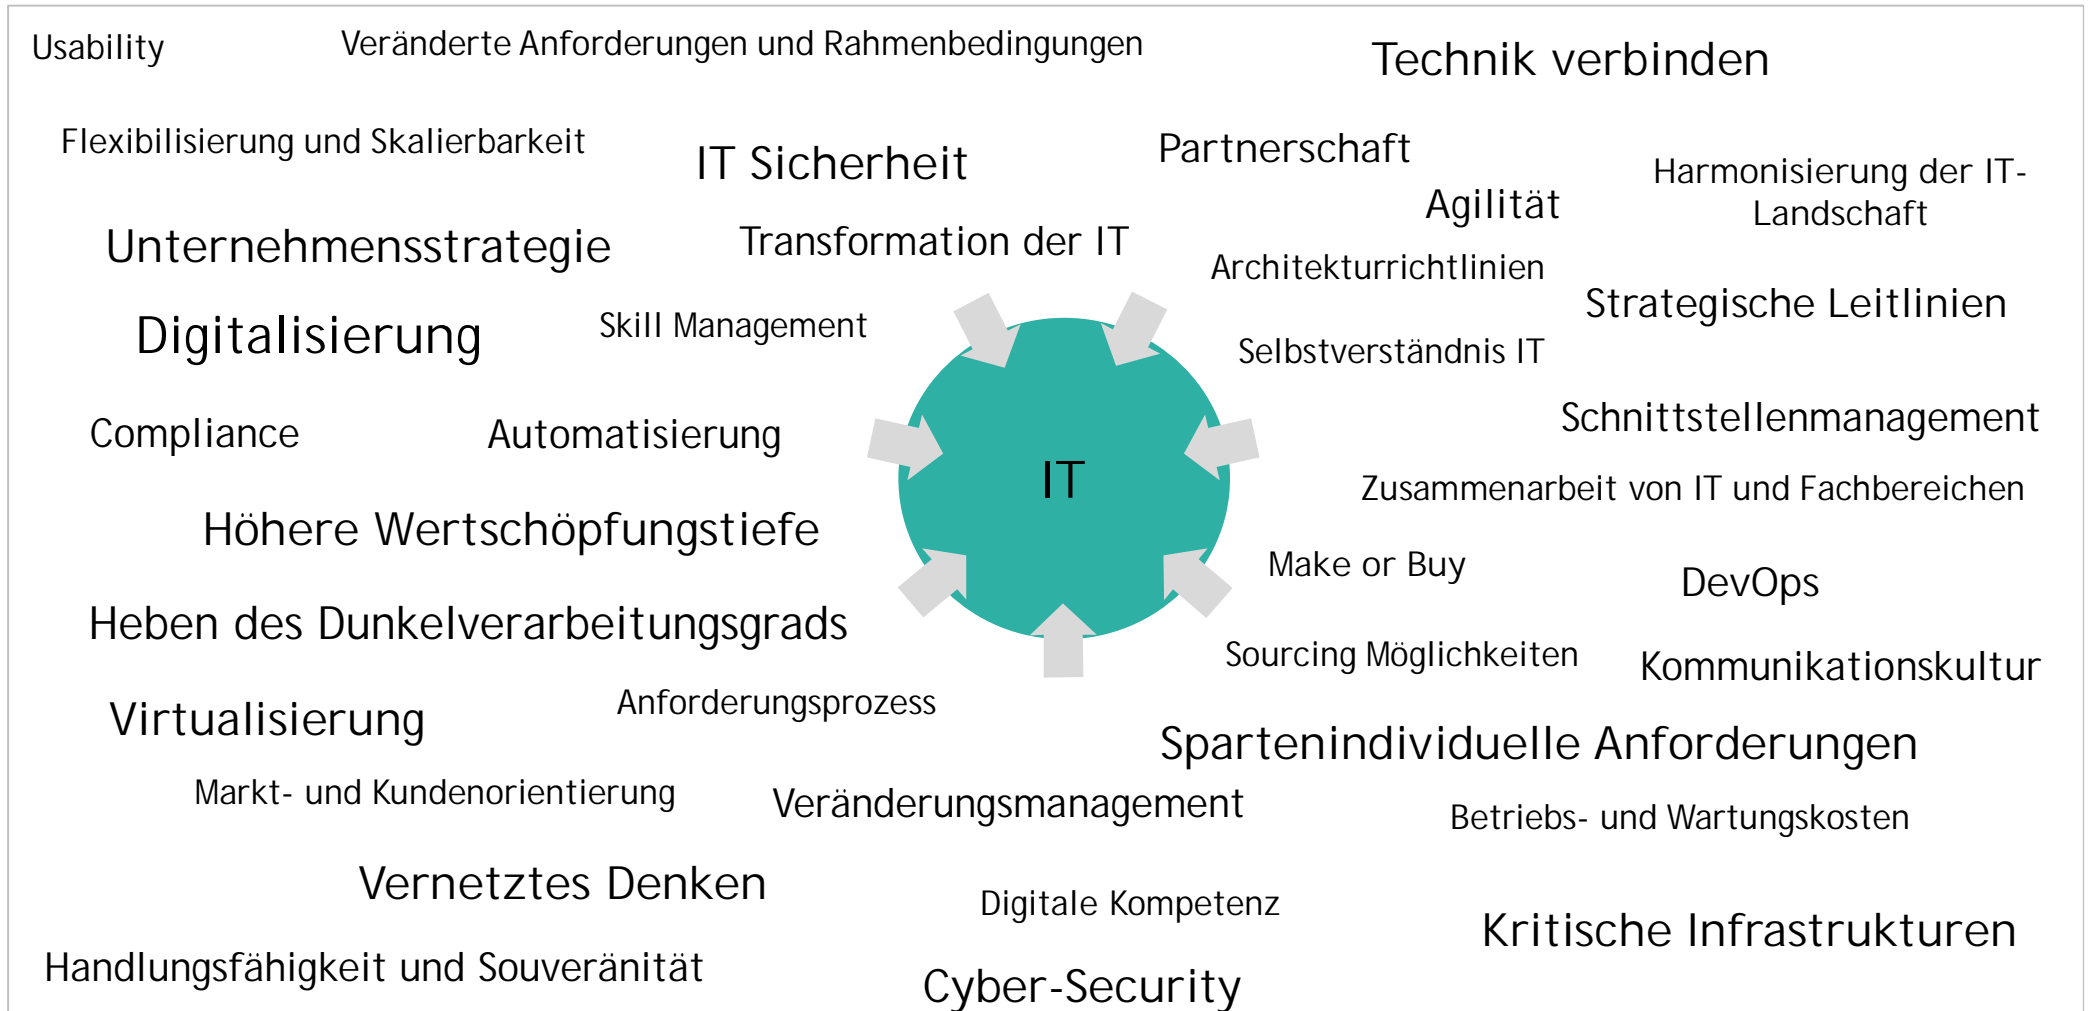 Usability
Veränderte Anforderungen und Rahmenbedingungen
Technik verbinden
Flexibilisierung und Skalierbarkeit
IT Sicherheit
Partnerschaft
Harmonisierung der IT-
Landschaft
Agilität
Unternehmensstrategie
Transformation der IT
Architekturrichtlinien
Strategische Leitlinien
Digitalisierung
Skill Management
Selbstverständnis IT
Compliance
Automatisierung
Schnittstellenmanagement
IT
Zusammenarbeit von IT und Fachbereichen
Höhere Wertschöpfungstiefe
Make or Buy
DevOps
Heben des Dunkelverarbeitungsgrads
Sourcing Möglichkeiten
Kommunikationskultur
Virtualisierung
Anforderungsprozess
Spartenindividuelle Anforderungen
Markt- und Kundenorientierung
Veränderungsmanagement
Betriebs- und Wartungskosten
Vernetztes Denken
Digitale Kompetenz
Kritische Infrastrukturen
Handlungsfähigkeit und Souveränität
Cyber-Security